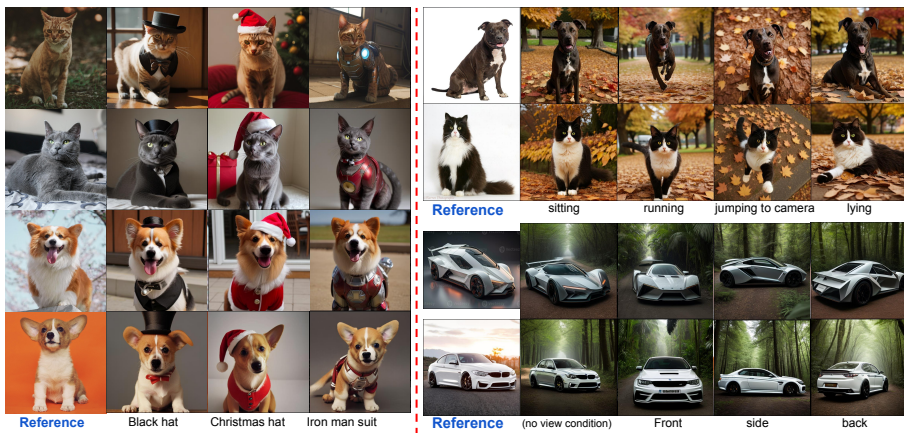 Reference sitting running jumping to camera lying
Reference Black hat Christmas hat Iron man suit
Reference (no view condition) Front side back